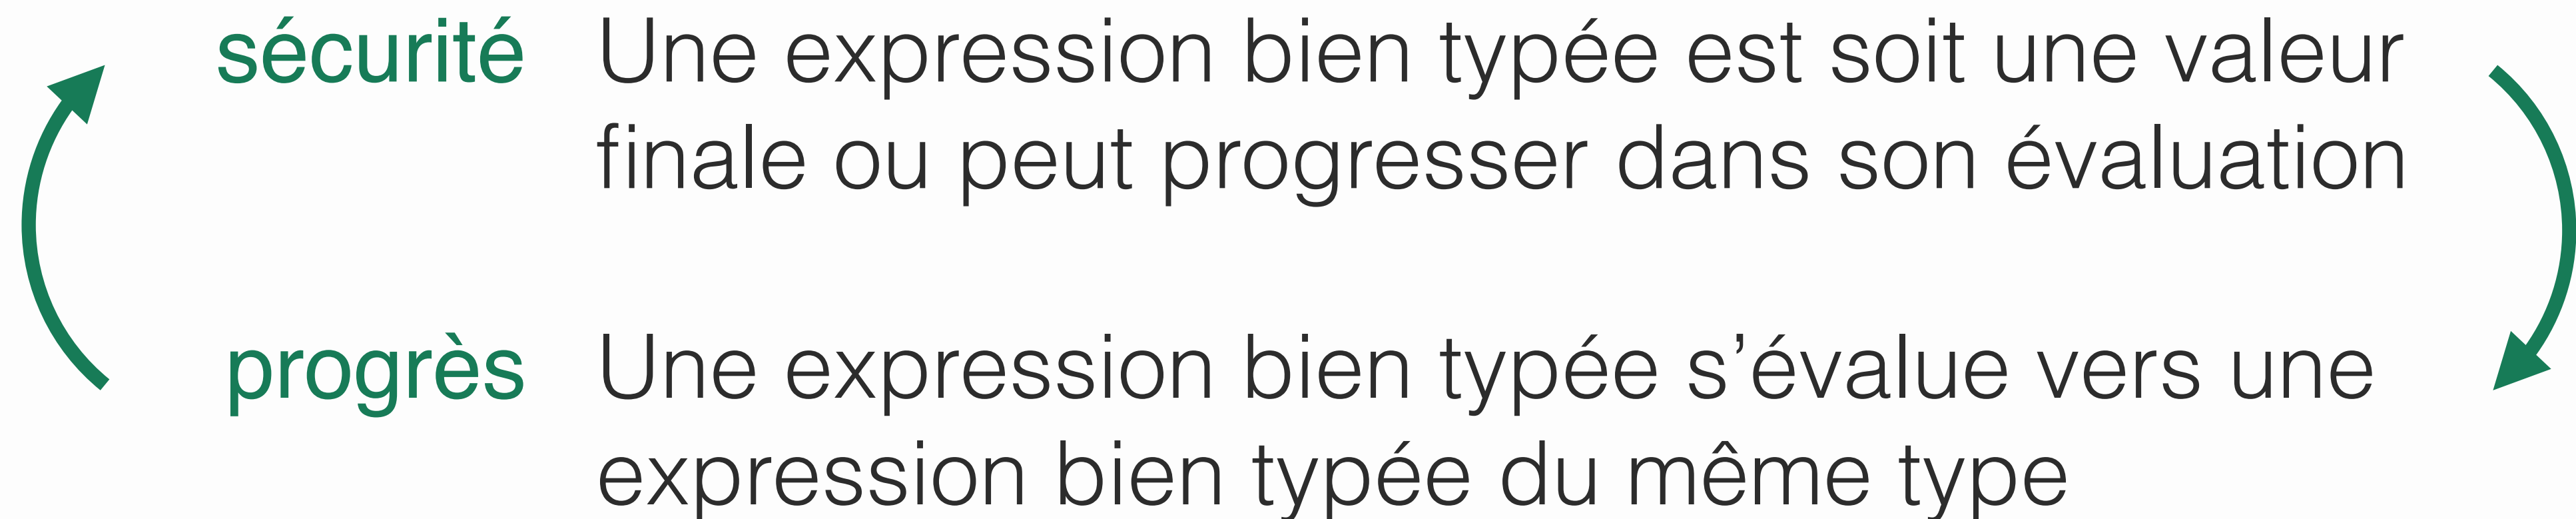 sécurité Une expression bien typée est soit une valeur
finale ou peut progresser dans son évaluation
progrès Une expression bien typée s’évalue vers une
expression bien typée du même type